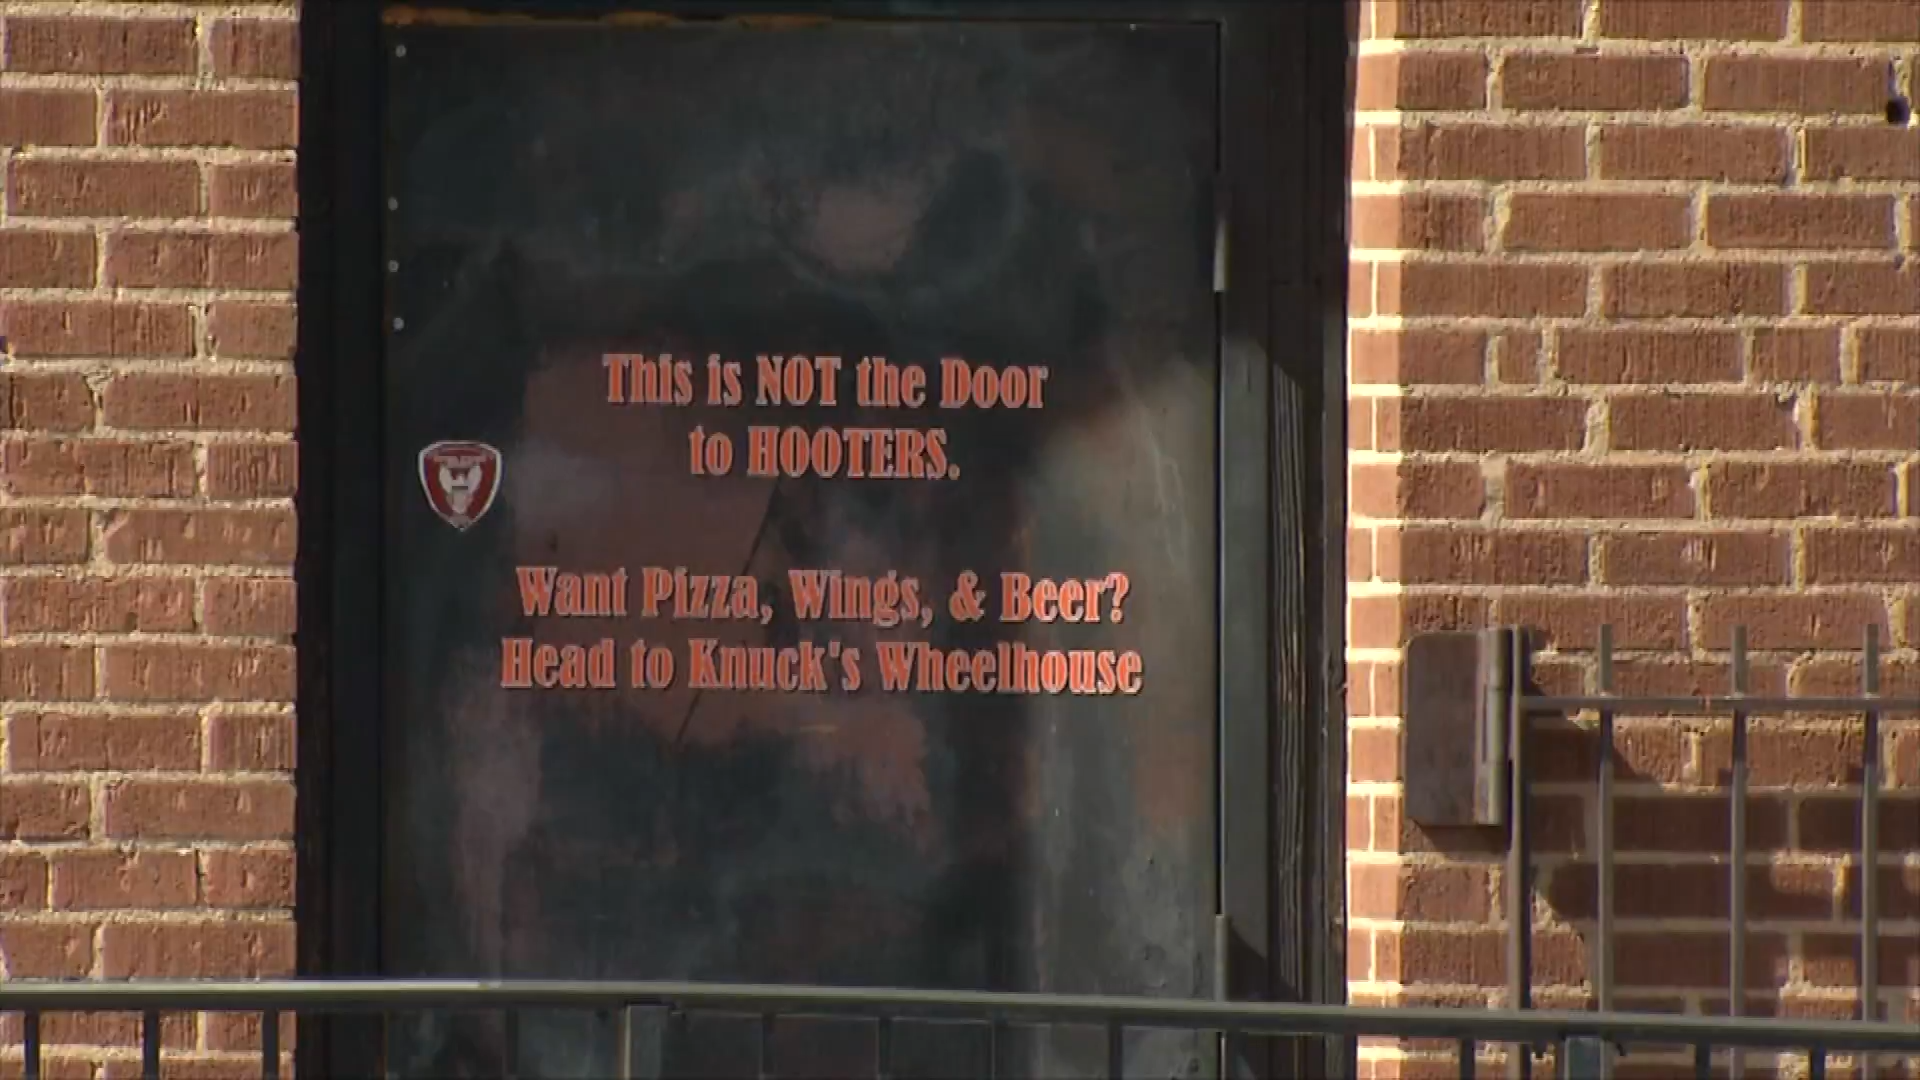 This is NOT the Door
to HOOTERS.
Want Pizza, Wings, & Beer?
Head to Knuck's Wheelhouse